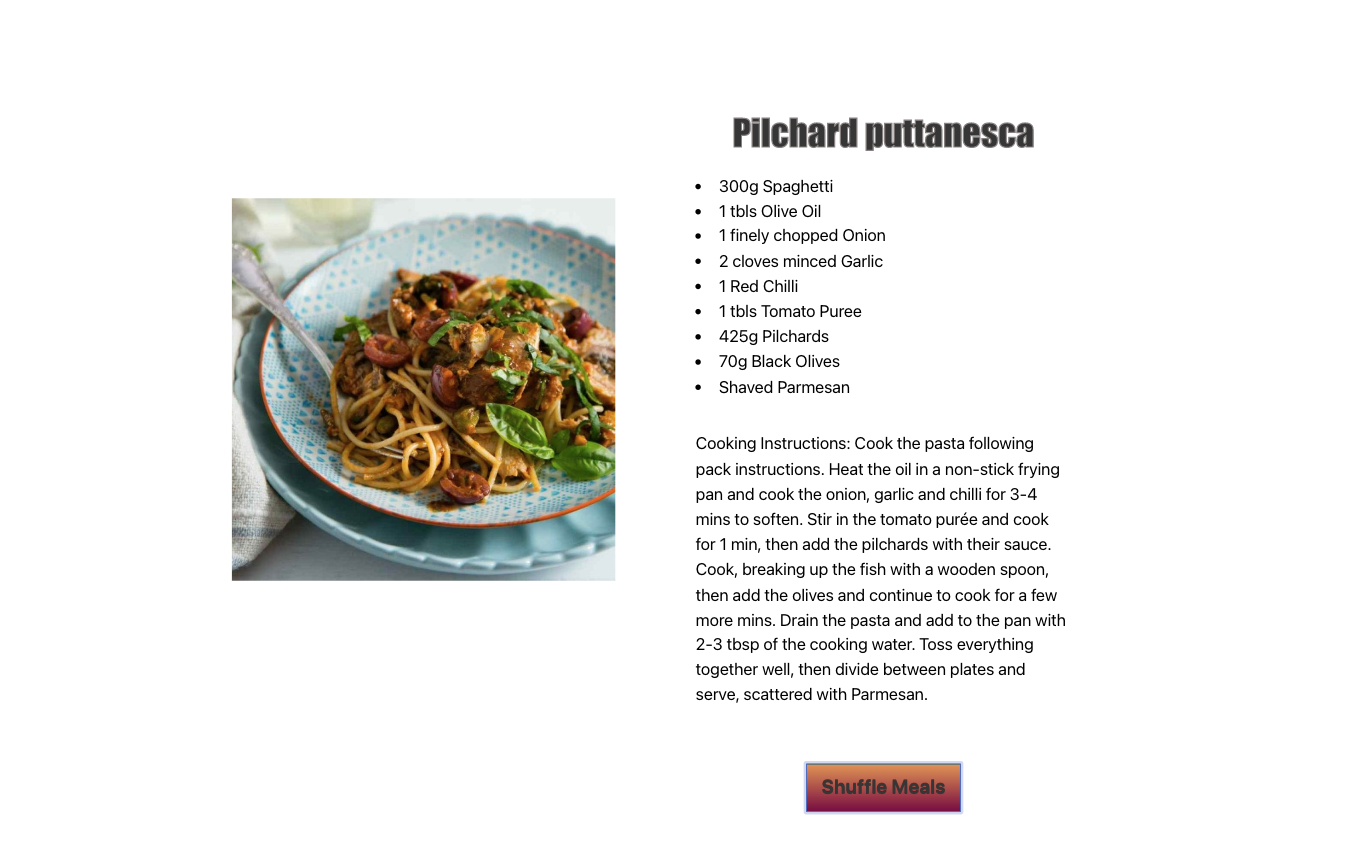 Pilchard puttanesca
• 300g Spaghetti
• 1 tbls Olive Oil
• 1 finely chopped Onion
• 2 cloves minced Garlic
• 1 Red Chilli
• 1 tbls Tomato Puree
• 425g Pilchards
• 70g Black Olives
• Shaved Parmesan
Cooking Instructions: Cook the pasta following
pack instructions. Heat the oil in a non-stick frying
pan and cook the onion, garlic and chilli for 3-4
mins to soften. Stir in the tomato purée and cook
for 1 min, then add the pilchards with their sauce.
Cook, breaking up the fish with a wooden spoon,
then add the olives and continue to cook for a few
more mins. Drain the pasta and add to the pan with
2-3 tbsp of the cooking water. Toss everything
together well, then divide between plates and
serve, scattered with Parmesan.
Shuffle Meals